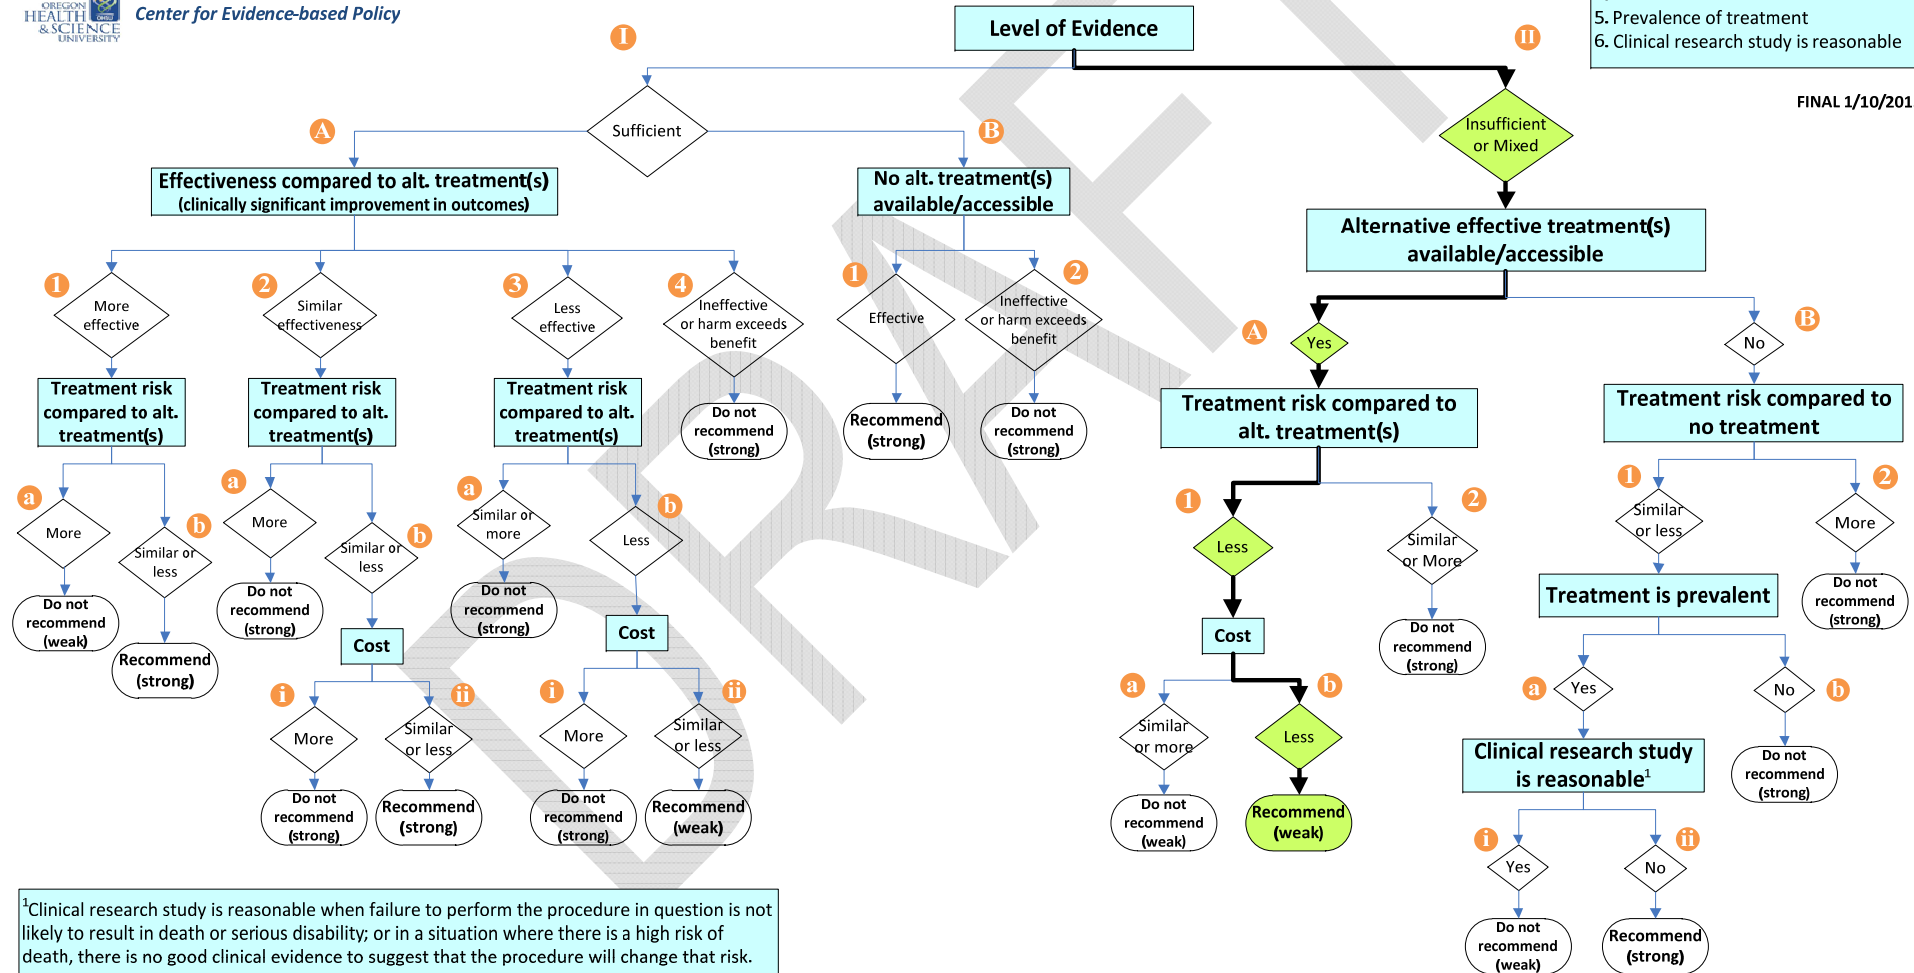 OREGON
HEALTH
& SCIENCE
UNIVERSITY
Center for Evidence-based Policy
Level of Evidence
5. Prevalence of treatment
6. Clinical research study is reasonable
FINAL 1/10/201
I
II
Sufficient
Insufficient
or Mixed
A
B
Effectiveness compared to alt. treatment(s)
(clinically significant improvement in outcomes)
No alt. treatment(s)
available/accessible
Alternative effective treatment(s)
available/accessible
1
More
effective
2
Similar
effectiveness
3
Less
effective
4
Ineffective
or harm exceeds
benefit
1
Effective
2
Ineffective
or harm exceeds
benefit
A
Yes
B
No
Treatment risk
compared to alt.
treatment(s)
Treatment risk
compared to alt.
treatment(s)
Treatment risk
compared to alt.
treatment(s)
Do not
recommend
(strong)
Recommend
(strong)
Do not
recommend
(strong)
Treatment risk compared to
alt. treatment(s)
Treatment risk compared to
no treatment
a
More
b
Similar or
less
a
More
b
Similar or
less
a
Similar or
more
b
Less
1
Less
2
Similar
or More
1
Similar
or less
2
More
Do not
recommend
(weak)
Recommend
(strong)
Do not
recommend
(strong)
Cost
Do not
recommend
(strong)
Cost
Cost
Do not
recommend
(strong)
Treatment is prevalent
Do not
recommend
(strong)
i
More
ii
Similar
or less
i
More
ii
Similar
or less
a
Similar
or more
b
Less
a
Yes
No
b
Do not
recommend
(strong)
Recommend
(strong)
Do not
recommend
(strong)
Recommend
(weak)
Do not
recommend
(weak)
Recommend
(weak)
Clinical research study
is reasonable¹
Do not
recommend
(strong)
i
Yes
ii
No
Do not
recommend
(weak)
Recommend
(strong)
¹Clinical research study is reasonable when failure to perform the procedure in question is not
likely to result in death or serious disability; or in a situation where there is a high risk of
death, there is no good clinical evidence to suggest that the procedure will change that risk.
DRAFT